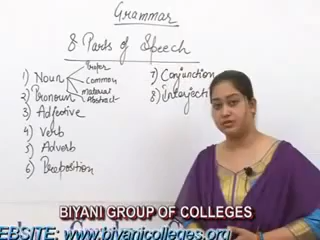 Grammar
8 Parts of Speech
1) Noun Proper
Common
material
Abstract
2) Pronoun
3) Adjective
4) Verb
5) Adverb
6) Preposition
7) Conjunction
8) Interjecti
BIYANI GROUP OF COLLEGES
EBSITE: www.biyanicolleges.org